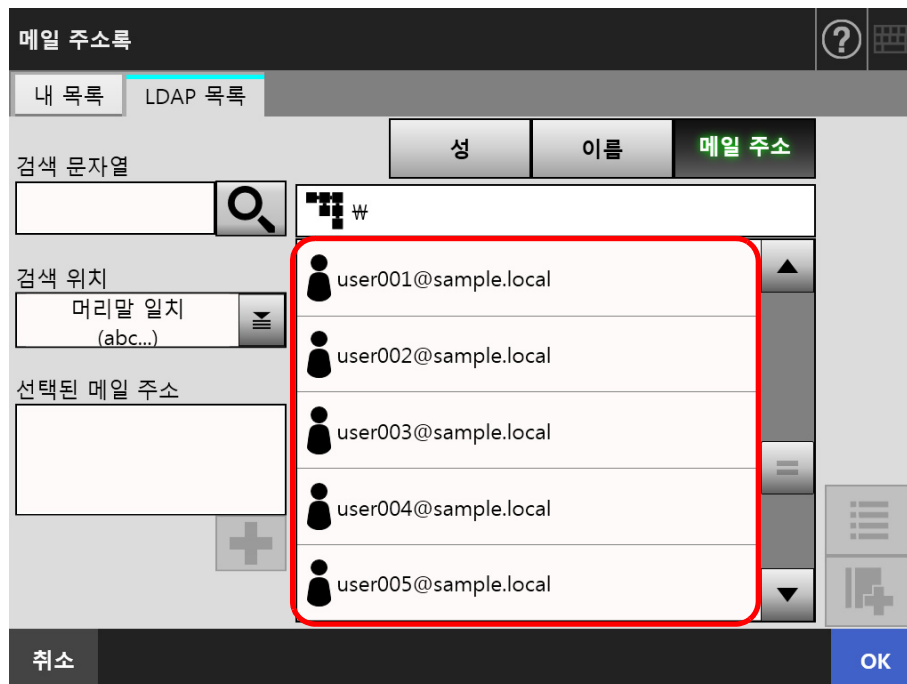 메일 주소록
?
내 목록
LDAP 목록
성
이름
메일 주소
검색 문자열
₩
검색 위치
머리말 일치
(abc...)
선택된 메일 주소
user001@sample.local
user002@sample.local
user003@sample.local
user004@sample.local
user005@sample.local
취소
OK